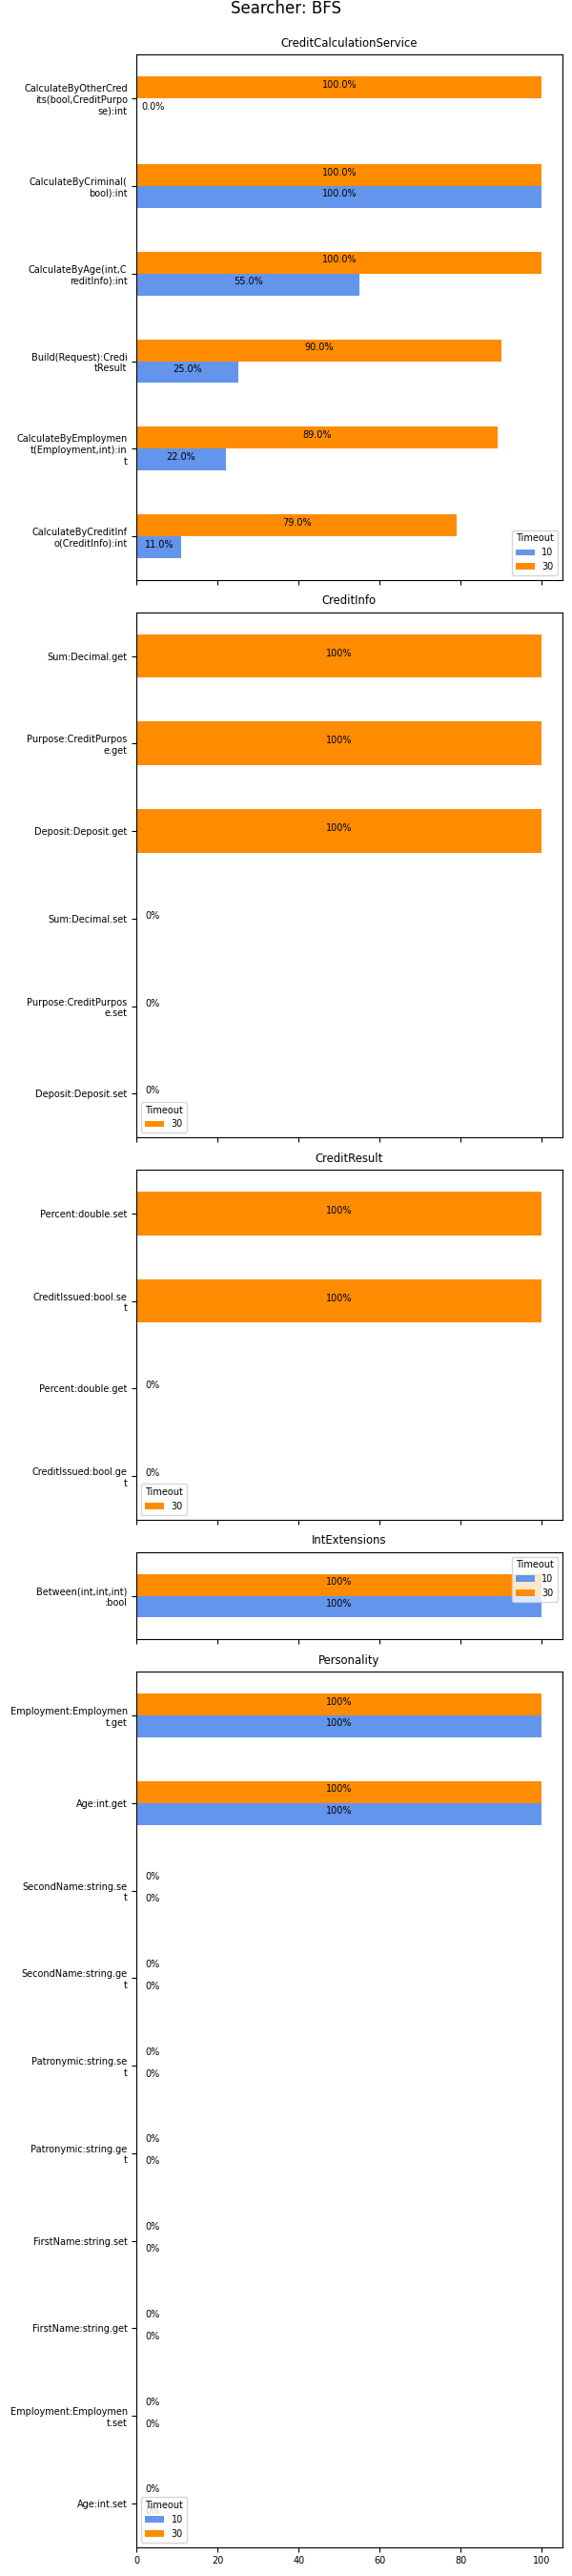 Searcher: BFS
CreditCalculationService
CalculateByOtherCred
its(bool,CreditPurpo
se):int
100.0%
0.0%
CalculateByCriminal(
bool):int
100.0%
100.0%
CalculateByAge(int,C
reditInfo):int
100.0%
55.0%
Build(Request):Credi
tResult
90.0%
25.0%
CalculateByEmploymen
t(Employment,int):in
t
89.0%
22.0%
CalculateByCreditInf
o(CreditInfo):int
79.0%
11.0%
Timeout
10
30
CreditInfo
Sum:Decimal.get
100%
Purpose:CreditPurpos
e.get
100%
Deposit:Deposit.get
100%
Sum:Decimal.set
0%
Purpose:CreditPurpos
e.set
0%
Deposit:Deposit.set
0%
Timeout
30
CreditResult
Percent:double.set
100%
CreditIssued:bool.se
t
100%
Percent:double.get
0%
CreditIssued:bool.ge
t
0%
Timeout
30
IntExtensions
Between(int,int,int)
:bool
100%
100%
Timeout
10
30
Personality
Employment:Employmen
t.get
100%
100%
Age:int.get
100%
100%
SecondName:string.se
t
0%
0%
SecondName:string.ge
t
0%
0%
Patronymic:string.se
t
0%
0%
Patronymic:string.ge
t
0%
0%
FirstName:string.set
0%
0%
FirstName:string.get
0%
0%
Employment:Employmen
t.set
0%
0%
Age:int.set
0%
Timeout
10
30
0
20
40
60
80
100